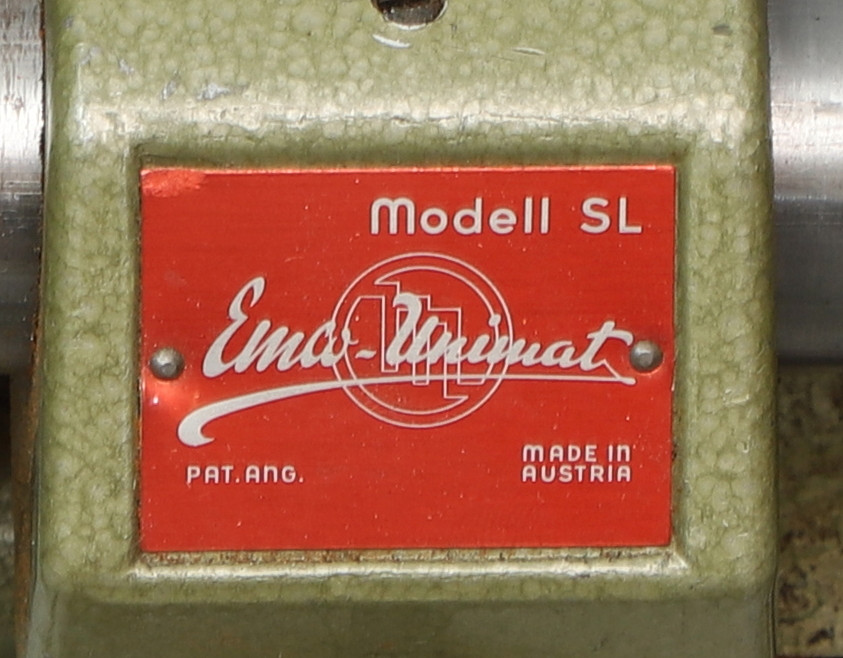 Modell SL
Emco-Unimat
PAT. ANG.
MADE IN
AUSTRIA